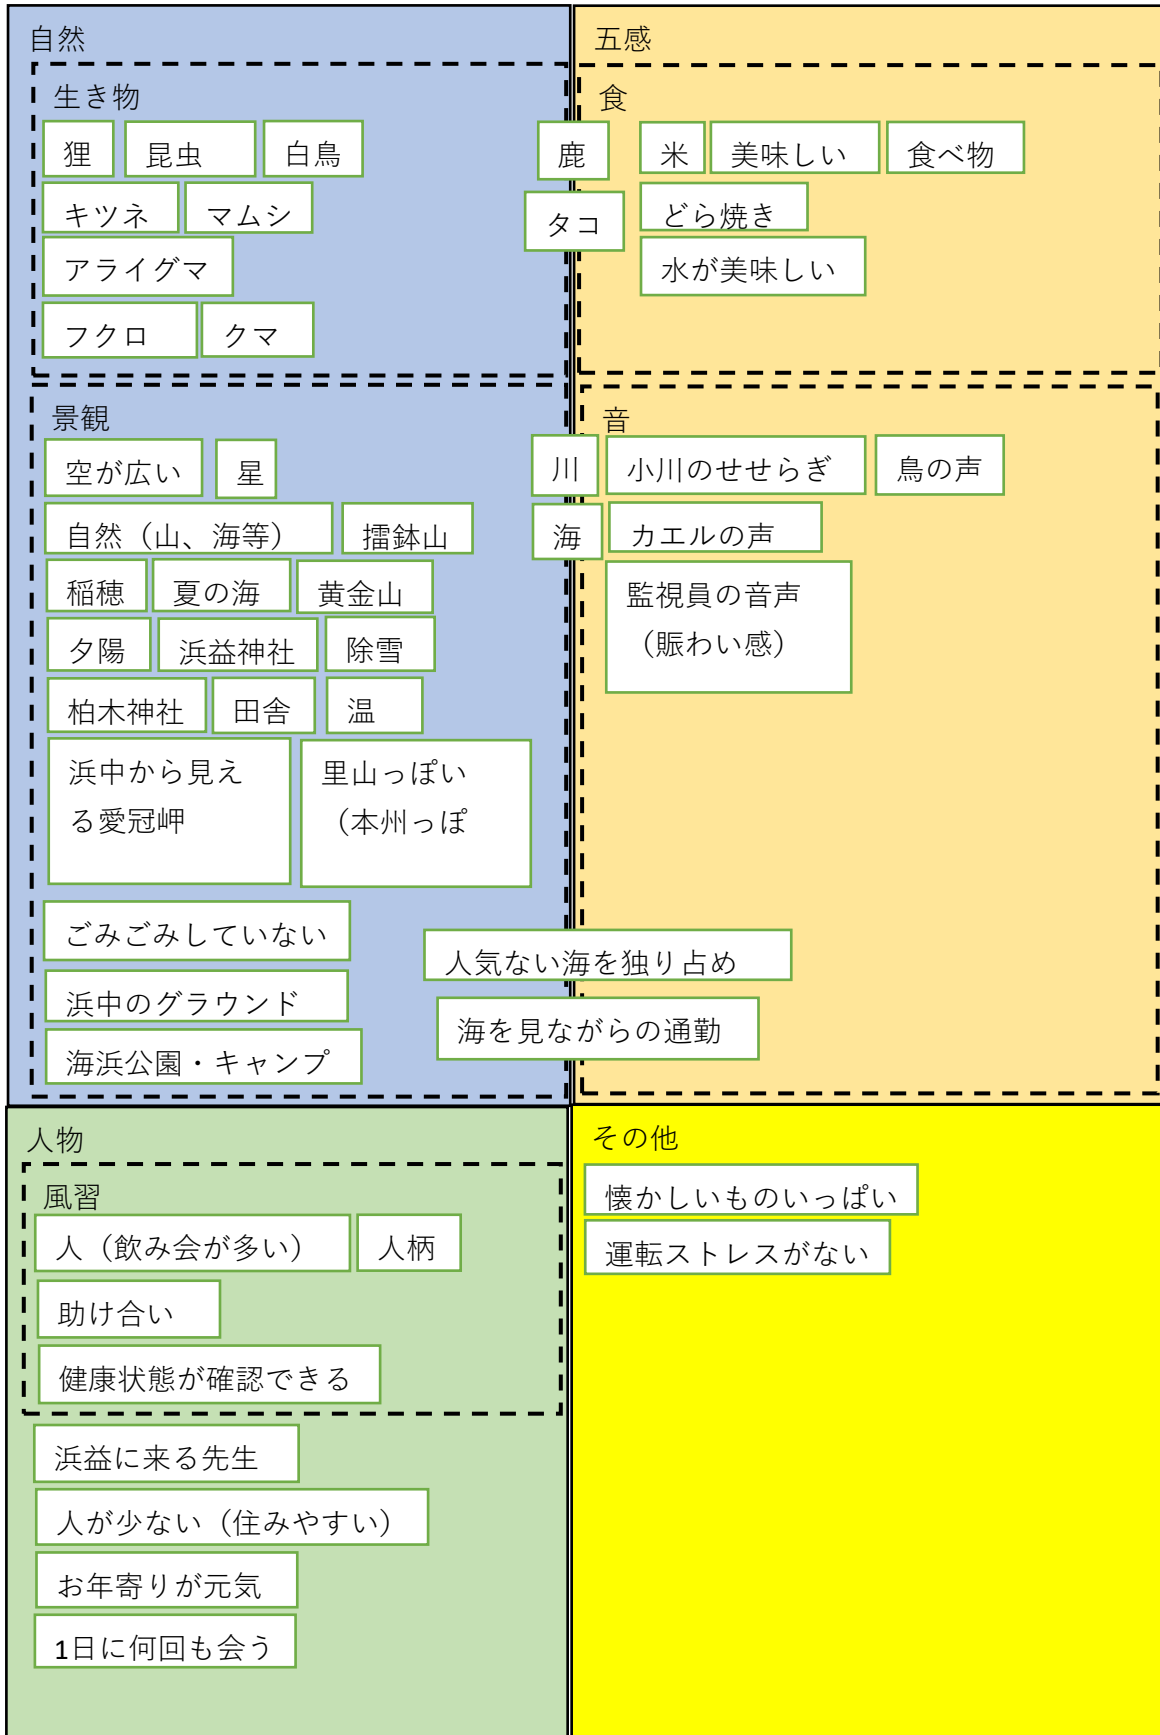 自然
生き物
狸
昆虫
白鳥
キツネ
マムシ
アライグマ
フクロ
クマ
鹿
タコ
五感
食
米
美味しい
食べ物
どら焼き
水が美味しい
景観
空が広い
星
自然（山、海等）
擂鉢山
稲穂
夏の海
黄金山
夕陽
浜益神社
除雪
柏木神社
田舎
温
浜中から見え
る愛冠岬
里山っぽい
（本州っぽ
ごみごみしていない
浜中のグラウンド
海浜公園・キャンプ
川
海
人気ない海を独り占め
海を見ながらの通勤
音
小川のせせらぎ
鳥の声
カエルの声
監視員の音声
（賑わい感）
人物
風習
人（飲み会が多い）
人柄
助け合い
健康状態が確認できる
浜益に来る先生
人が少ない（住みやすい）
お年寄りが元気
1日に何回も会う
その他
懐かしいものいっぱい
運転ストレスがない